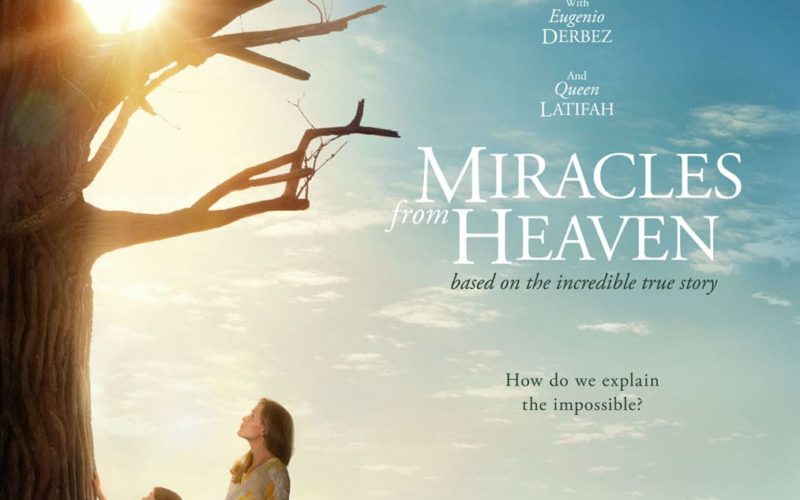 With
Eugenio
DERBEZ
And
Queen
LATIFAH
MIRACLES
from HEAVEN
based on the incredible true story
How do we explain
the impossible?